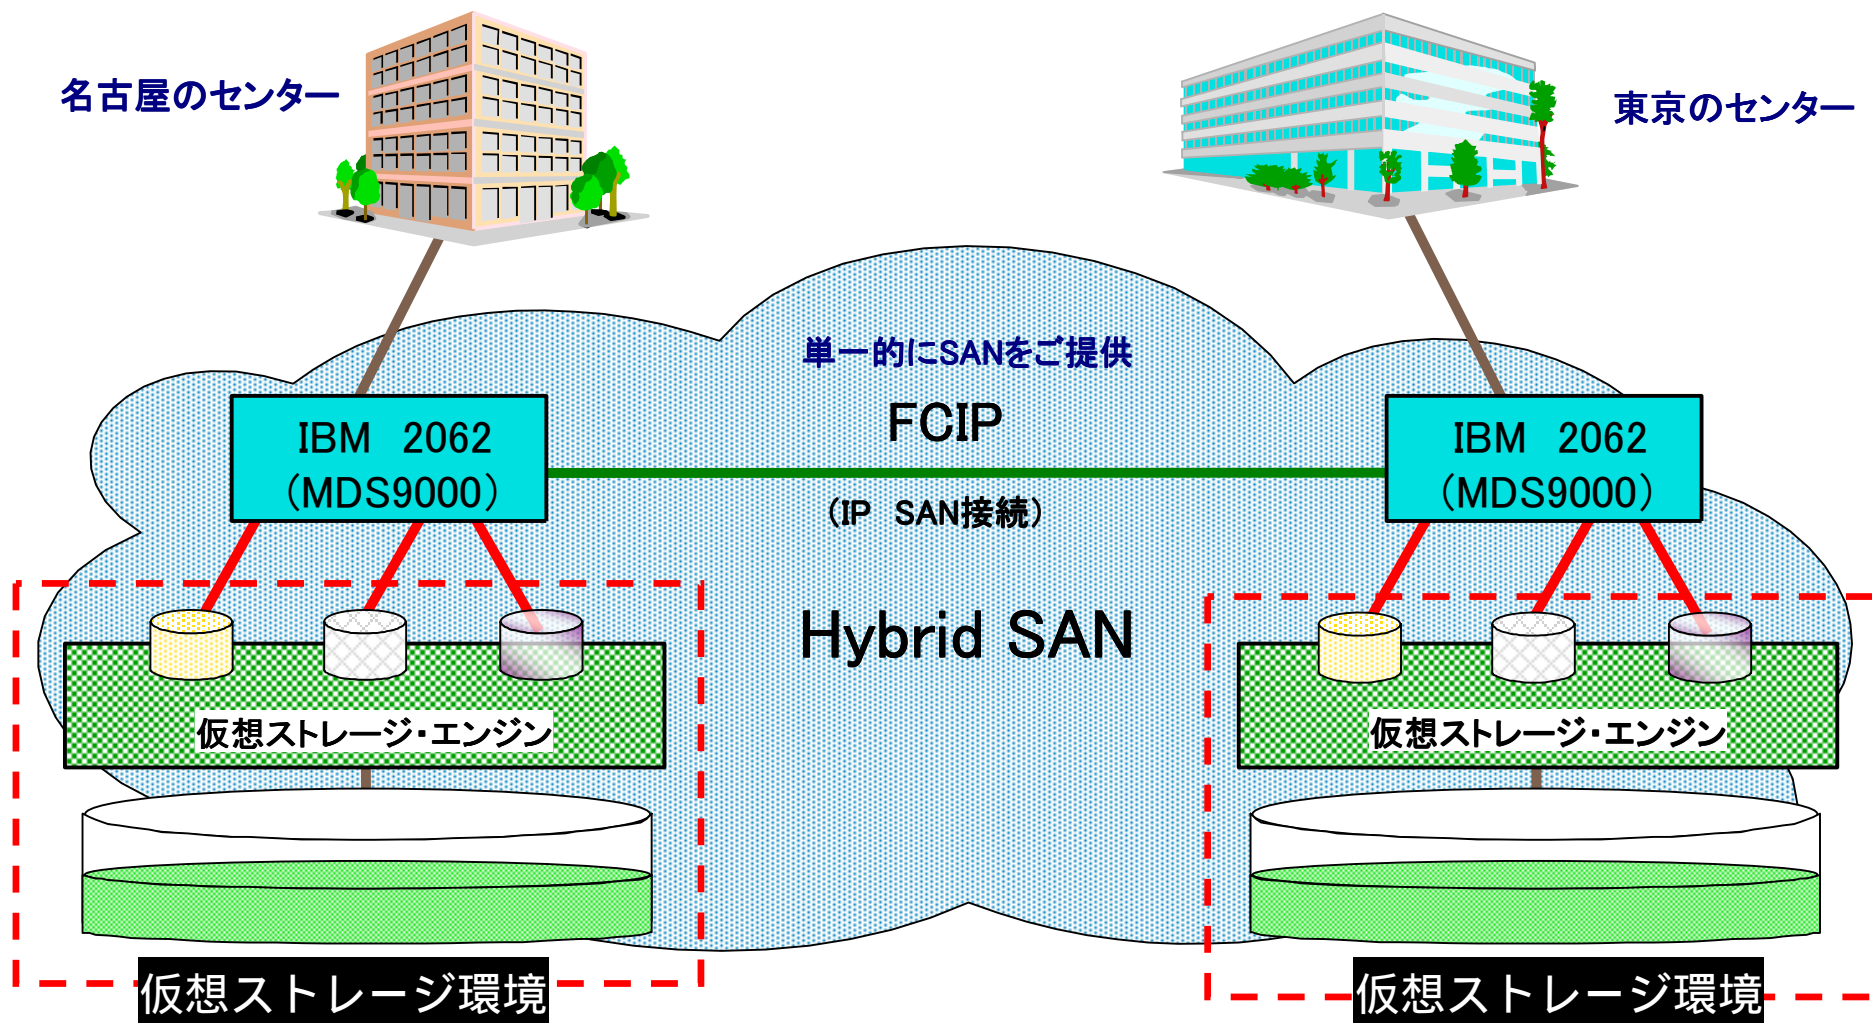 名古屋のセンター
東京のセンター
単一的にSANをご提供
FCIP
IBM　2062
（MDS9000）
IBM　2062
（MDS9000）
（IP　SAN接続）
Hybrid SAN
仮想ストレージ・エンジン
仮想ストレージ・エンジン
仮想ストレージ環境
仮想ストレージ環境